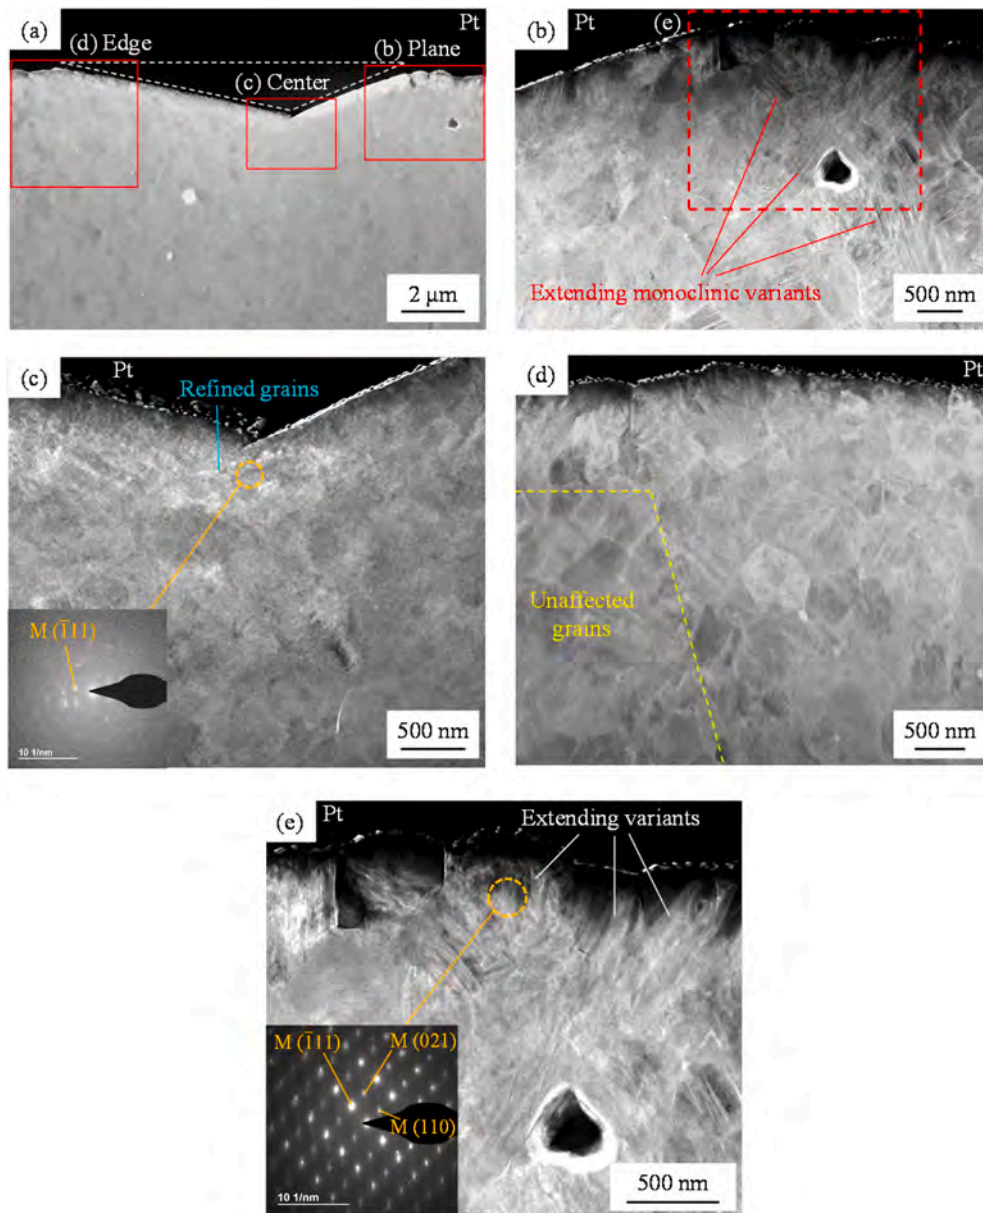 (a)
Pt
(d) Edge
(b) Plane
(c) Center
2 μm
(b)
Pt
(e)
Extending monoclinic variants
500 nm
(c)
Pt
Refined grains
M (1̅11)
10 1/nm
500 nm
(d)
Pt
Unaffected
grains
500 nm
(e)
Pt
Extending variants
M (1̅11)
M (021)
M (110)
10 1/nm
500 nm